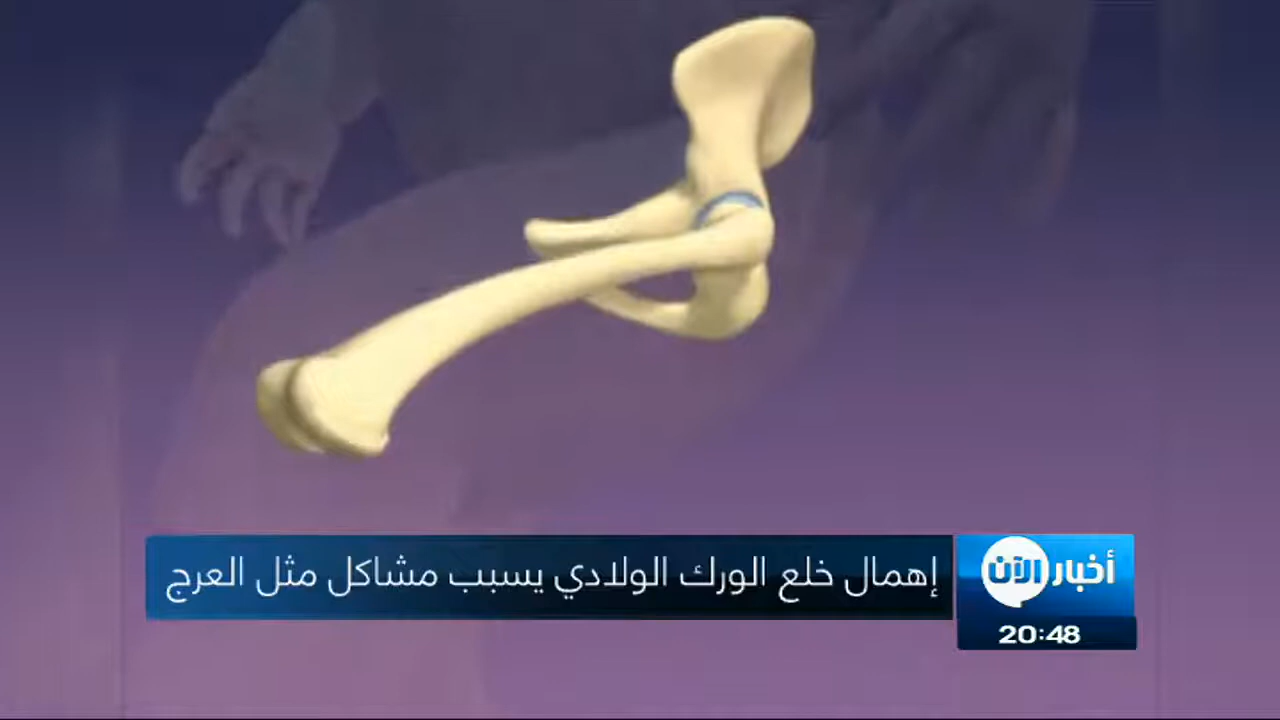 إهمال خلع الورك الولادي يسبب مشاكل مثل العرج
أخبار الآن
20:48